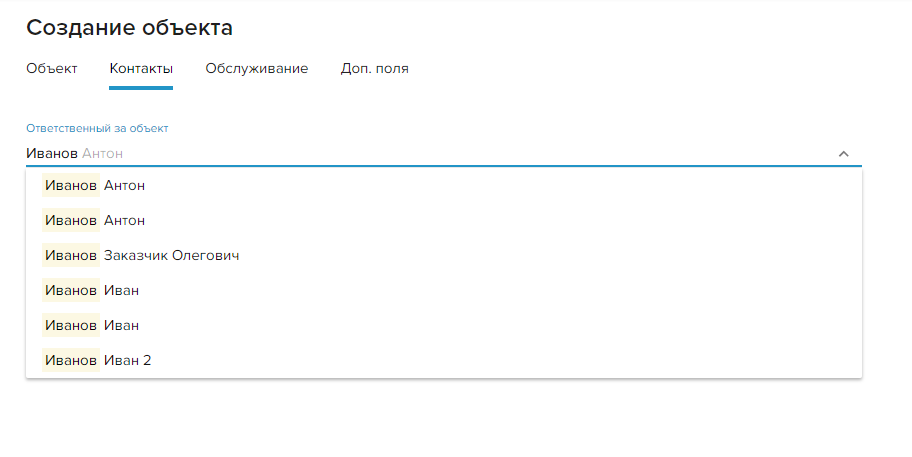 Создание объекта
Объект Контакты Обслуживание Доп. поля
Ответственный за объект
Иванов Антон
Иванов Антон
Иванов Антон
Иванов Заказчик Олегович
Иванов Иван
Иванов Иван
Иванов Иван 2